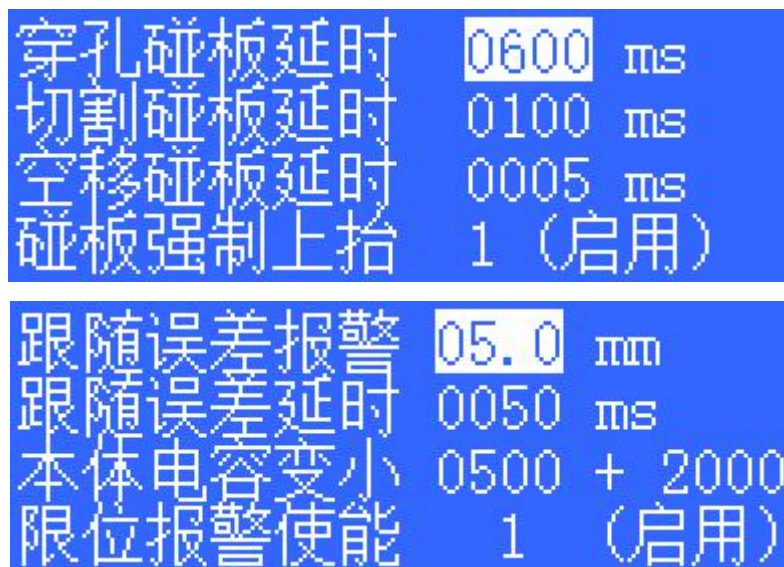 穿孔碰板延时 0600 ms
切割碰板延时 0100 ms
空移碰板延时 0005 ms
碰板强制上抬 1 (启用)
跟随误差报警 05.0 mm
跟随误差延时 0050 ms
本体电容变小 0500 + 2000
限位报警使能 1 (启用)